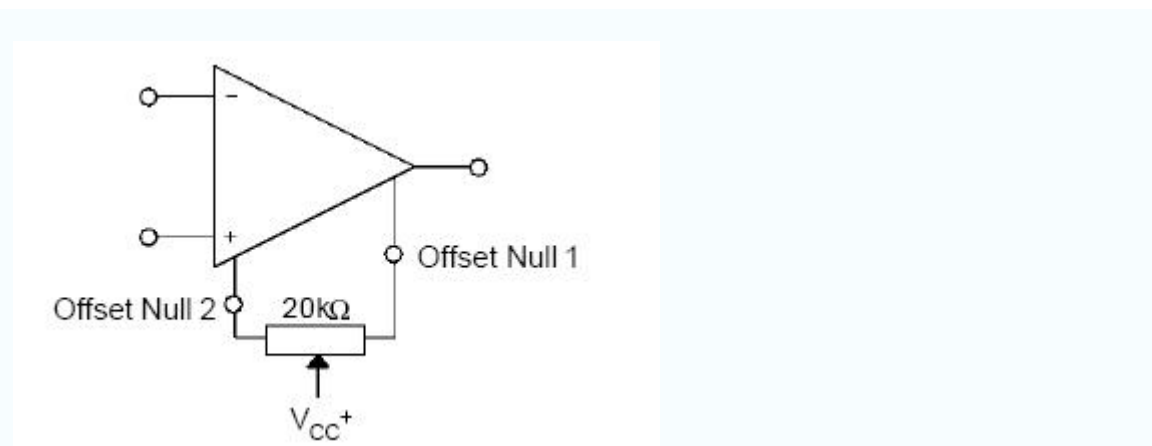 −
+
Offset Null 1
Offset Null 2
20kΩ
VCC+